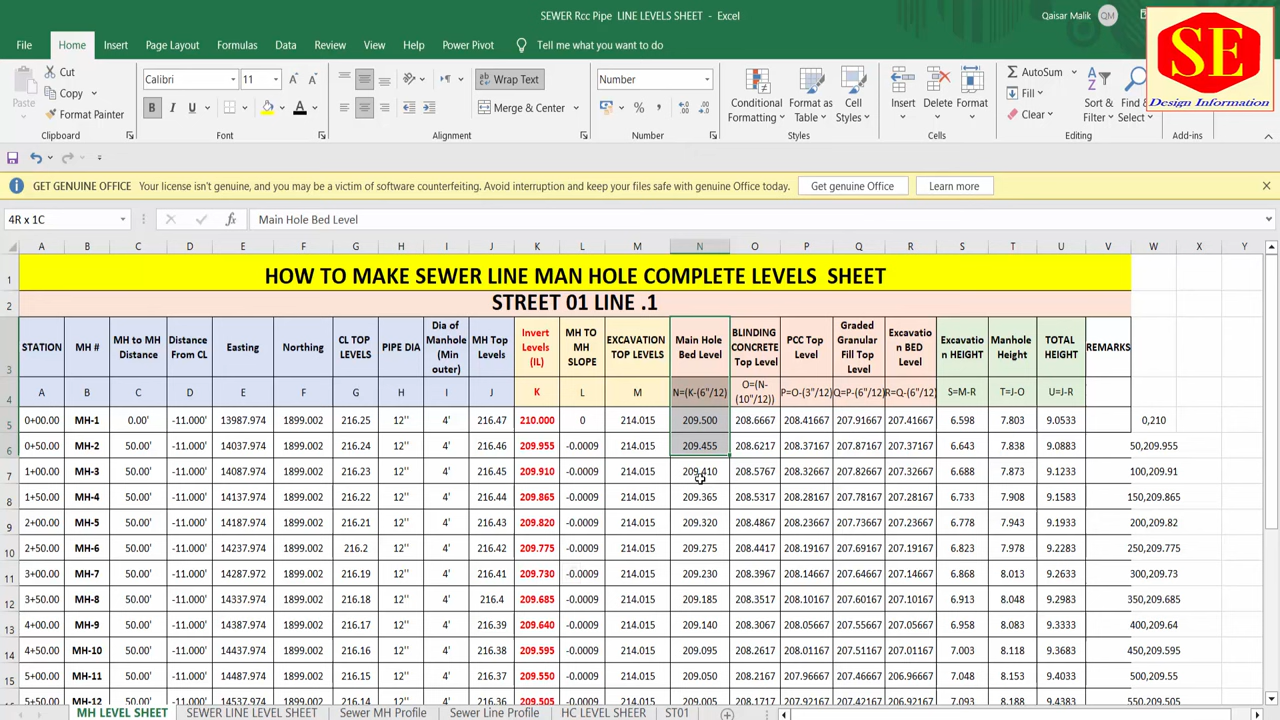 SEWER Rcc Pipe LINE LEVELS SHEET - Excel
Qaisar Malik QM
SE
Design Information
File Home Insert Page Layout Formulas Data Review View Help Power Pivot Tell me what you want to do
Paste Cut Copy Format Painter
Calibri 11 B I U A
Wrap Text Merge & Center
Number
Conditional Formatting Format as Table Cell Styles
Insert Delete Format
AutoSum Fill Clear
Sort & Filter Find & Select
Clipboard Font Alignment Number Styles Cells Editing Add-ins
GET GENUINE OFFICE Your license isn't genuine, and you may be a victim of software counterfeiting. Avoid interruption and keep your files safe with genuine Office today. Get genuine Office Learn more
4R x 1C fx Main Hole Bed Level
A B C D E F G H I J K L M N O P Q R S T U V W X Y
1 HOW TO MAKE SEWER LINE MAN HOLE COMPLETE LEVELS SHEET
2 STREET 01 LINE .1
3 STATION MH # MH to MH Distance Distance From CL Easting Northing CL TOP LEVELS PIPE DIA Dia of Manhole (Min outer) MH Top Levels Invert Levels (IL) MH TO MH SLOPE EXCAVATION TOP LEVELS Main Hole Bed Level BLINDING CONCRETE Top Level PCC Top Level Graded Granular Fill Top Level Excavatio n BED Level Excavatio n HEIGHT Manhole Height TOTAL HEIGHT REMARKS
4 A B C D E F G H I J K L M N=(K-(6"/12) O=(N-(10"/12)) P=O-(3"/12) Q=P-(6"/12) R=Q-(6"/12) S=M-R T=J-O U=J-R
5 0+00.00 MH-1 0.00' -11.000' 13987.974 1899.002 216.25 12'' 4' 216.47 210.000 0 214.015 209.500 208.6667 208.41667 207.91667 207.41667 6.598 7.803 9.0533 0,210
6 0+50.00 MH-2 50.00' -11.000' 14037.974 1899.002 216.24 12'' 4' 216.46 209.955 -0.0009 214.015 209.455 208.6217 208.37167 207.87167 207.37167 6.643 7.838 9.0883 50,209.955
7 1+00.00 MH-3 50.00' -11.000' 14087.974 1899.002 216.23 12'' 4' 216.45 209.910 -0.0009 214.015 209.410 208.5767 208.32667 207.82667 207.32667 6.688 7.873 9.1233 100,209.91
8 1+50.00 MH-4 50.00' -11.000' 14137.974 1899.002 216.22 12'' 4' 216.44 209.865 -0.0009 214.015 209.365 208.5317 208.28167 207.78167 207.28167 6.733 7.908 9.1583 150,209.865
9 2+00.00 MH-5 50.00' -11.000' 14187.974 1899.002 216.21 12'' 4' 216.43 209.820 -0.0009 214.015 209.320 208.4867 208.23667 207.73667 207.23667 6.778 7.943 9.1933 200,209.82
10 2+50.00 MH-6 50.00' -11.000' 14237.974 1899.002 216.2 12'' 4' 216.42 209.775 -0.0009 214.015 209.275 208.4417 208.19167 207.69167 207.19167 6.823 7.978 9.2283 250,209.775
11 3+00.00 MH-7 50.00' -11.000' 14287.972 1899.002 216.19 12'' 4' 216.41 209.730 -0.0009 214.015 209.230 208.3967 208.14667 207.64667 207.14667 6.868 8.013 9.2633 300,209.73
12 3+50.00 MH-8 50.00' -11.000' 14337.974 1899.002 216.18 12'' 4' 216.4 209.685 -0.0009 214.015 209.185 208.3517 208.10167 207.60167 207.10167 6.913 8.048 9.2983 350,209.685
13 4+00.00 MH-9 50.00' -11.000' 14387.974 1899.002 216.17 12'' 4' 216.39 209.640 -0.0009 214.015 209.140 208.3067 208.05667 207.55667 207.05667 6.958 8.083 9.3333 400,209.64
14 4+50.00 MH-10 50.00' -11.000' 14437.974 1899.002 216.16 12'' 4' 216.38 209.595 -0.0009 214.015 209.095 208.2617 208.01167 207.51167 207.01167 7.003 8.118 9.3683 450,209.595
15 5+00.00 MH-11 50.00' -11.000' 14487.974 1899.002 216.15 12'' 4' 216.37 209.550 -0.0009 214.015 209.050 208.2167 207.96667 207.46667 206.96667 7.048 8.153 9.4033 500,209.55
5+50.00 MH-12 50.00' -11.000' 14537.974 1899.002 216.14 12'' 4' 216.36 209.505 -0.0009 214.015 209.005 208.1717 207.92167 207.42167 206.92167 7.093 8.188 9.4383 550,209.505
MH LEVEL SHEET SEWER LINE LEVEL SHEET Sewer MH Profile Sewer Line Profile HC LEVEL SHEER ST01